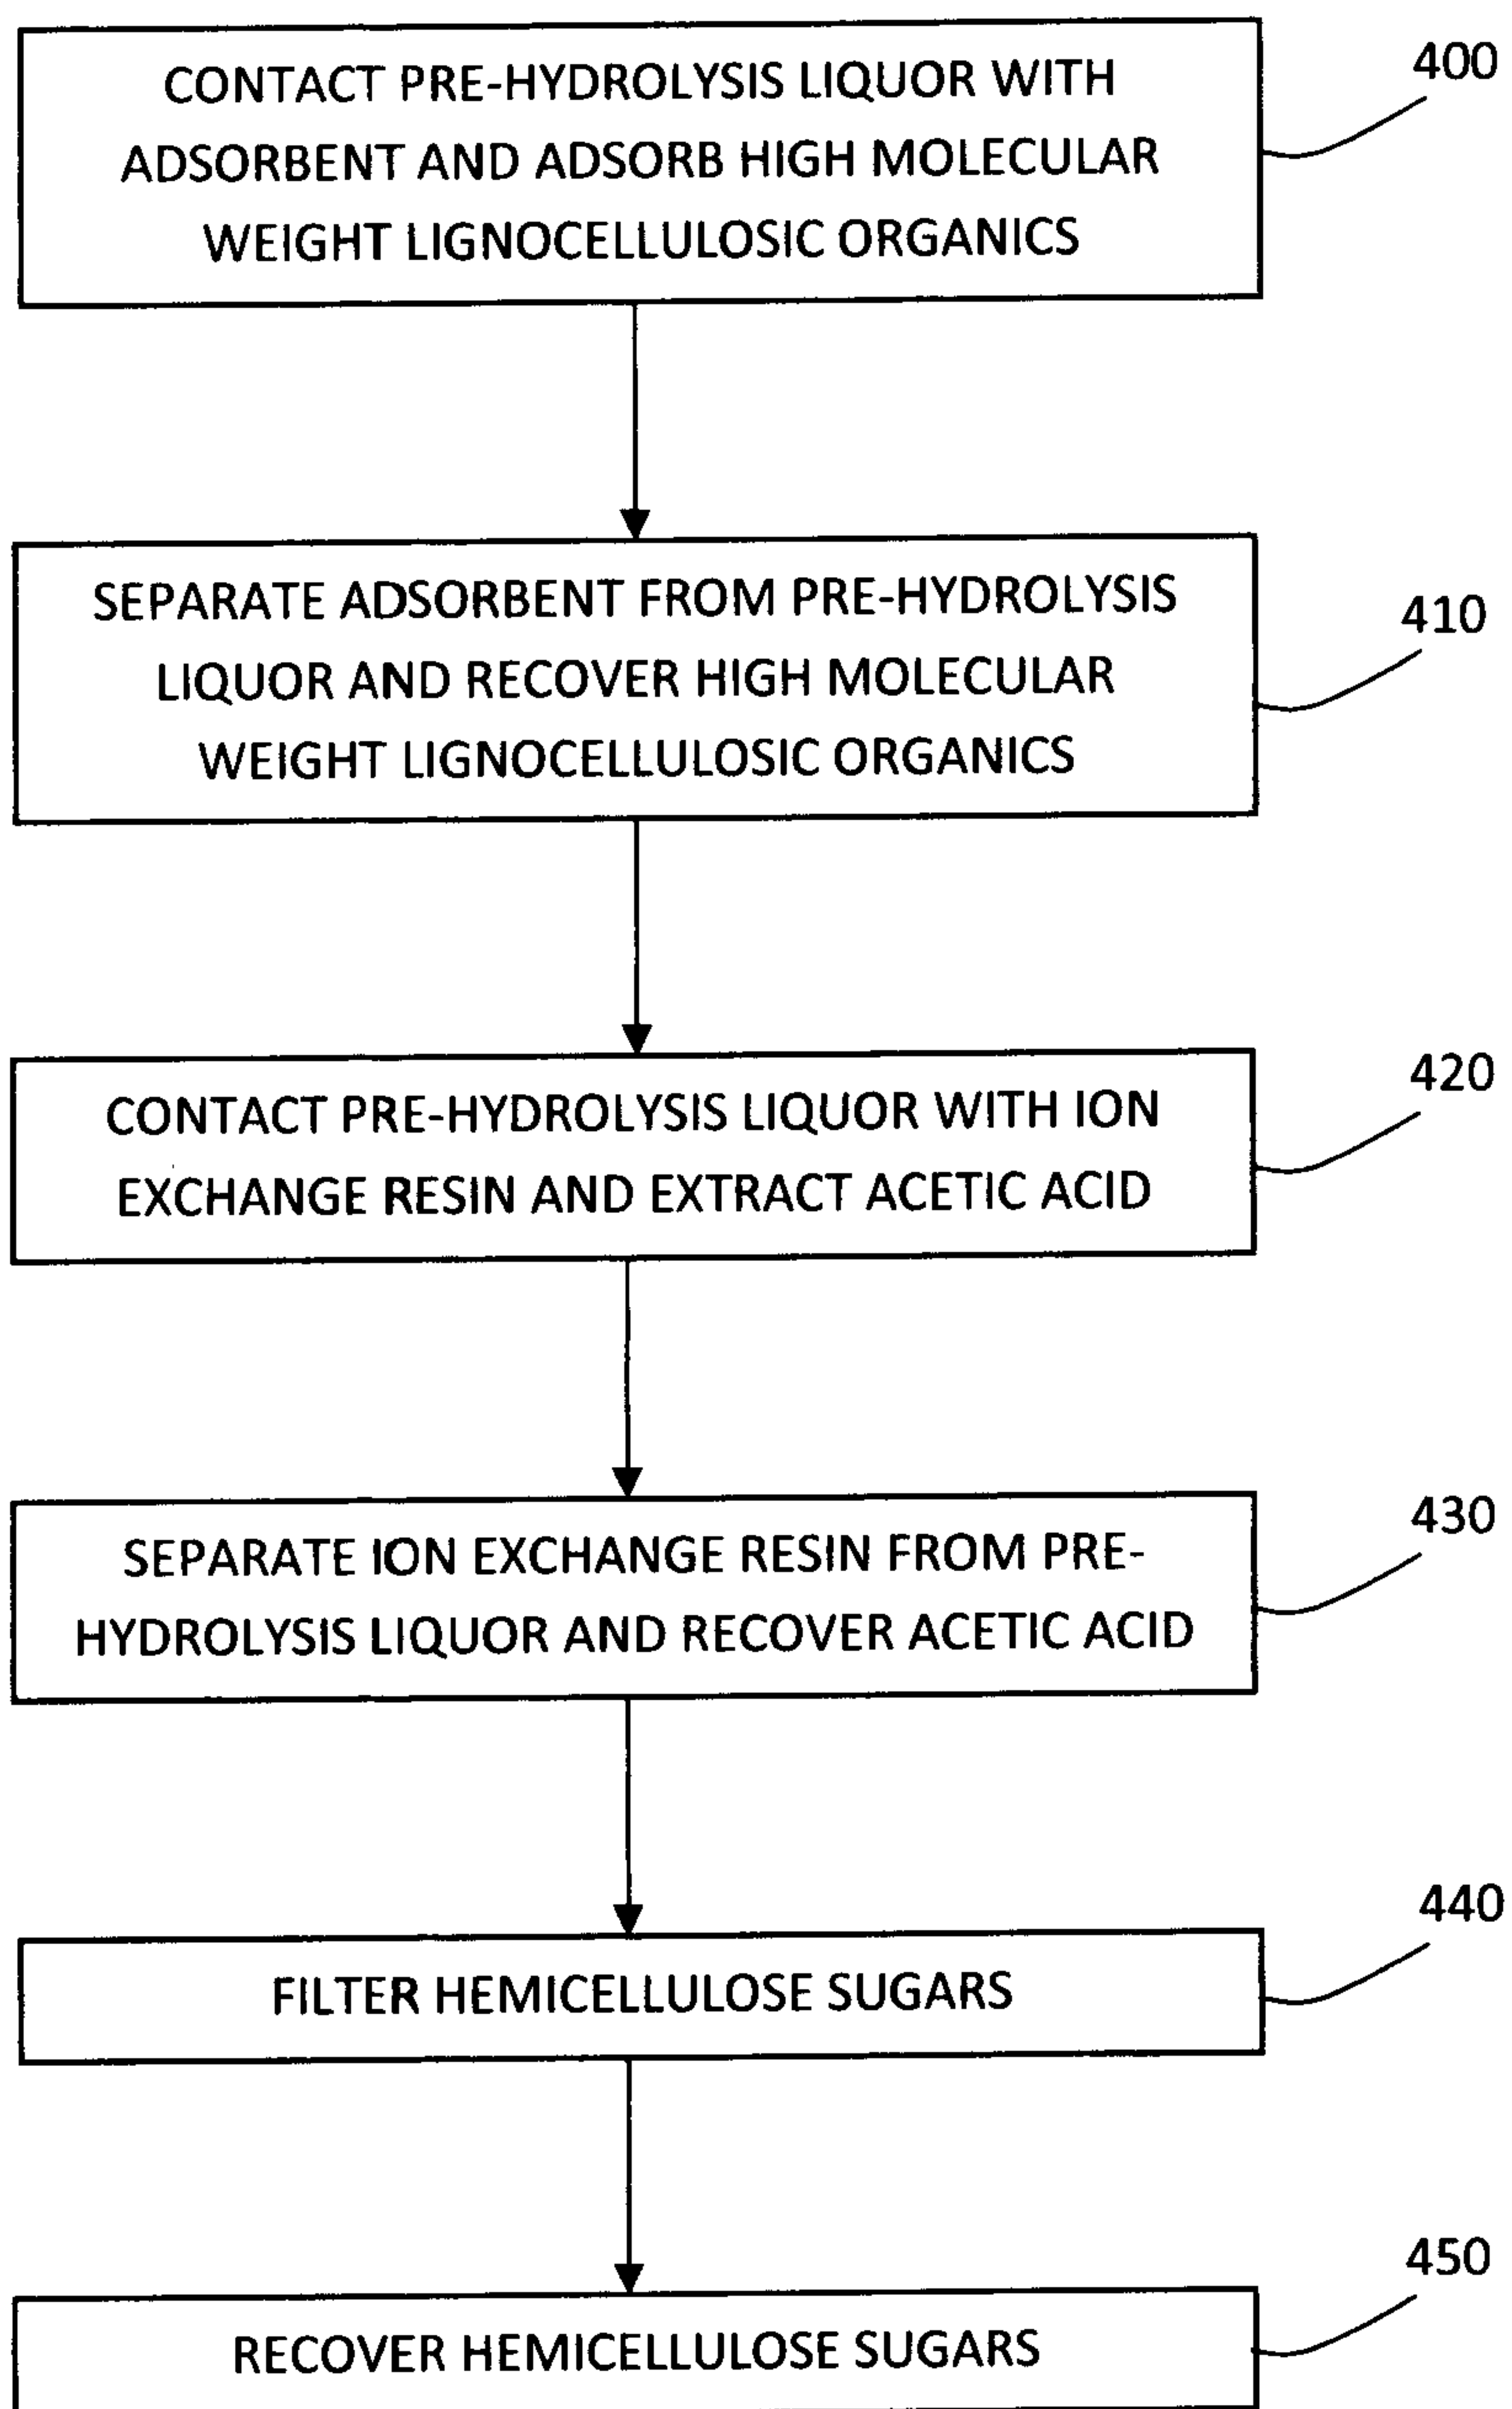 CONTACT PRE-HYDROLYSIS LIQUOR WITH
ADSORBENT AND ADSORB HIGH MOLECULAR
WEIGHT LIGNOCELLULOSIC ORGANICS
400
SEPARATE ADSORBENT FROM PRE-HYDROLYSIS
LIQUOR AND RECOVER HIGH MOLECULAR
WEIGHT LIGNOCELLULOSIC ORGANICS
410
CONTACT PRE-HYDROLYSIS LIQUOR WITH ION
EXCHANGE RESIN AND EXTRACT ACETIC ACID
420
SEPARATE ION EXCHANGE RESIN FROM PRE-
HYDROLYSIS LIQUOR AND RECOVER ACETIC ACID
430
FILTER HEMICELLULOSE SUGARS
440
RECOVER HEMICELLULOSE SUGARS
450